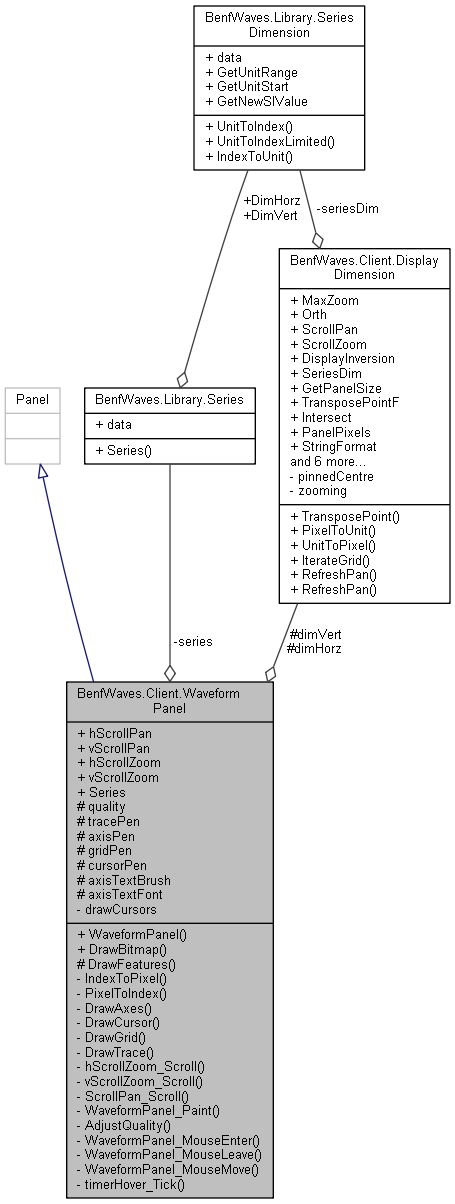 BenfWaves.Library.Series
Dimension
+ data
+ GetUnitRange
+ GetUnitStart
+ GetNewSIValue
+ UnitToIndex()
+ UnitToIndexLimited()
+ IndexToUnit()
+DimHorz
+DimVert
-seriesDim
BenfWaves.Client.Display
Dimension
+ MaxZoom
+ Orth
+ ScrollPan
+ ScrollZoom
+ DisplayInversion
+ SeriesDim
+ GetPanelSize
+ TransposePointF
+ Intersect
+ PanelPixels
+ StringFormat
and 6 more...
- pinnedCentre
- zooming
+ TransposePoint()
+ PixelToUnit()
+ UnitToPixel()
+ IterateGrid()
+ RefreshPan()
+ RefreshPan()
Panel
BenfWaves.Library.Series
+ data
+ Series()
-series
#dimVert
#dimHorz
BenfWaves.Client.Waveform
Panel
+ hScrollPan
+ vScrollPan
+ hScrollZoom
+ vScrollZoom
+ Series
# quality
# tracePen
# axisPen
# gridPen
# cursorPen
# axisTextBrush
# axisTextFont
- drawCursors
+ WaveformPanel()
+ DrawBitmap()
# DrawFeatures()
- IndexToPixel()
- PixelToIndex()
- DrawAxes()
- DrawCursor()
- DrawGrid()
- DrawTrace()
- hScrollZoom_Scroll()
- vScrollZoom_Scroll()
- ScrollPan_Scroll()
- WaveformPanel_Paint()
- AdjustQuality()
- WaveformPanel_MouseEnter()
- WaveformPanel_MouseLeave()
- WaveformPanel_MouseMove()
- timerHover_Tick()